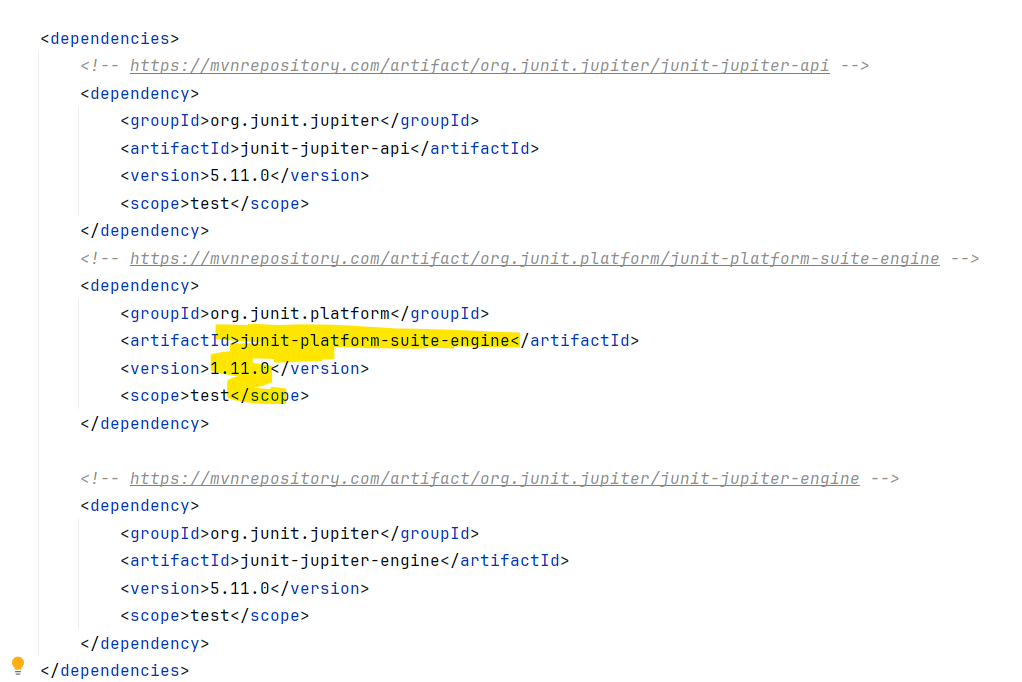 <dependencies>
<!-- https://mvnrepository.com/artifact/org.junit.jupiter/junit-jupiter-api -->
<dependency>
<groupId>org.junit.jupiter</groupId>
<artifactId>junit-jupiter-api</artifactId>
<version>5.11.0</version>
<scope>test</scope>
</dependency>
<!-- https://mvnrepository.com/artifact/org.junit.platform/junit-platform-suite-engine -->
<dependency>
<groupId>org.junit.platform</groupId>
<artifactId>junit-platform-suite-engine</artifactId>
<version>1.11.0</version>
<scope>test</scope>
</dependency>
<!-- https://mvnrepository.com/artifact/org.junit.jupiter/junit-jupiter-engine -->
<dependency>
<groupId>org.junit.jupiter</groupId>
<artifactId>junit-jupiter-engine</artifactId>
<version>5.11.0</version>
<scope>test</scope>
</dependency>
</dependencies>